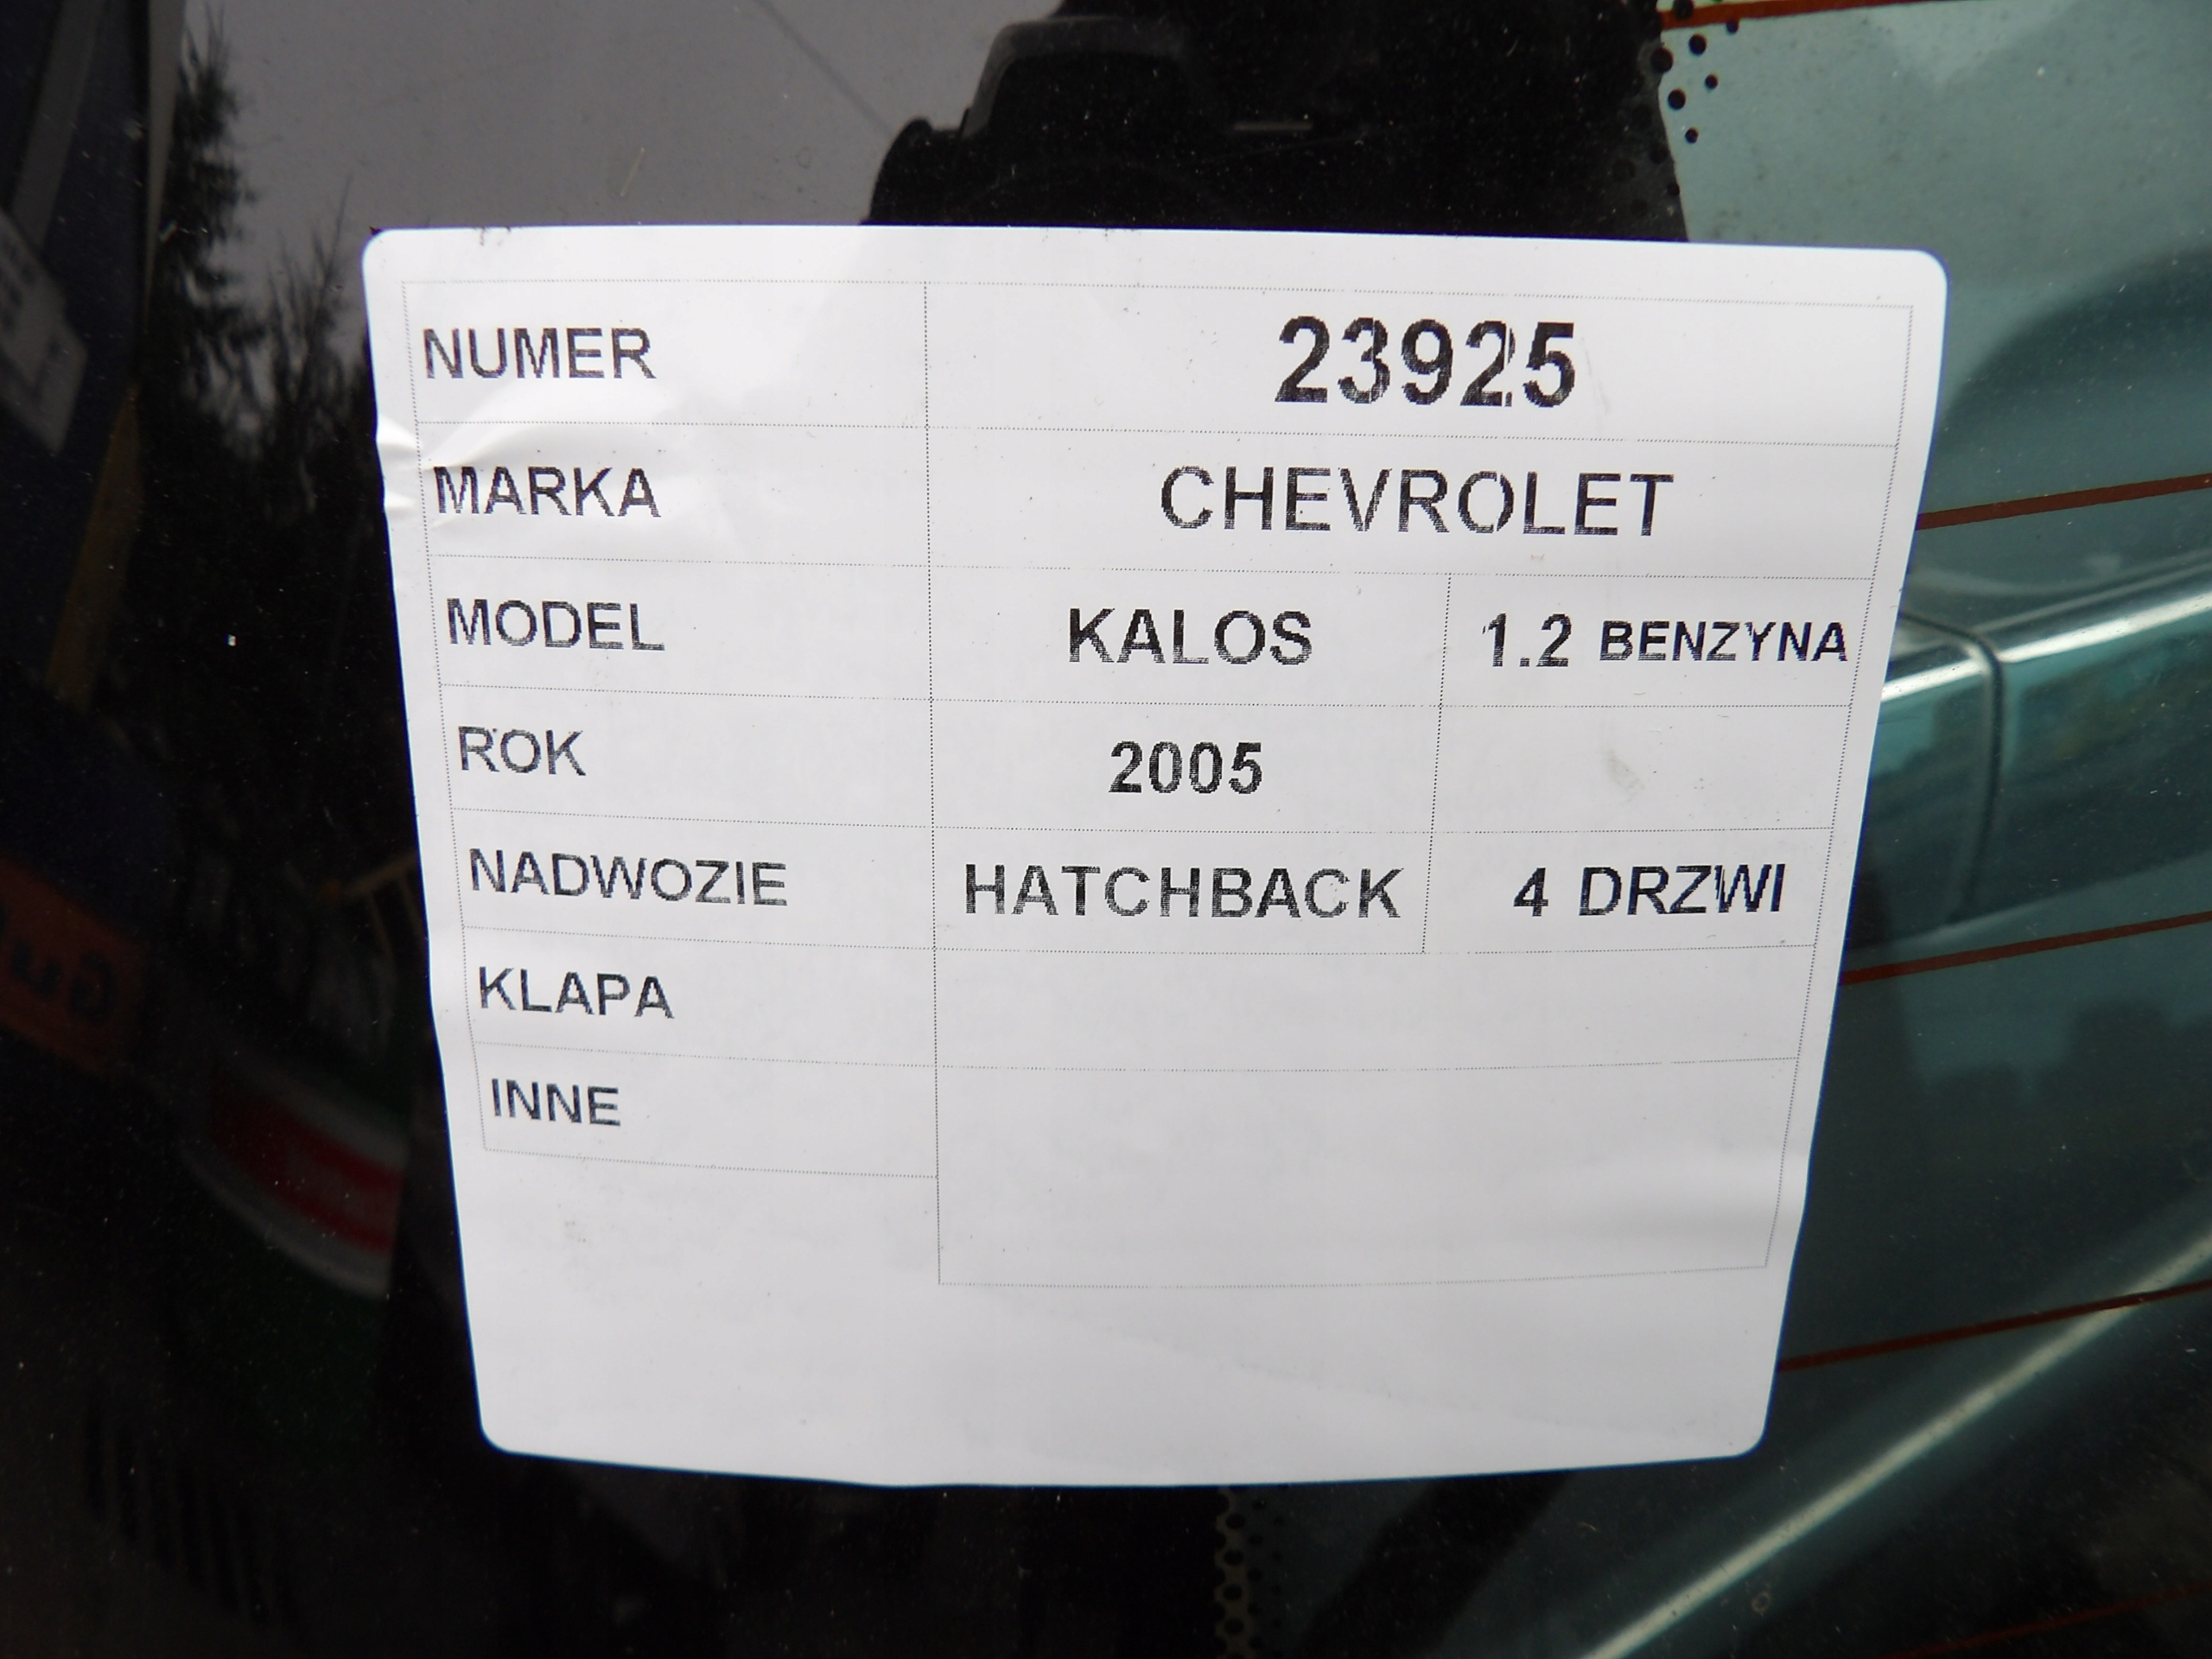 NUMER 23925
MARKA CHEVROLET
MODEL KALOS 1.2 BENZYNA
ROK 2005
NADWOZIE HATCHBACK 4 DRZWI
KLAPA
INNE